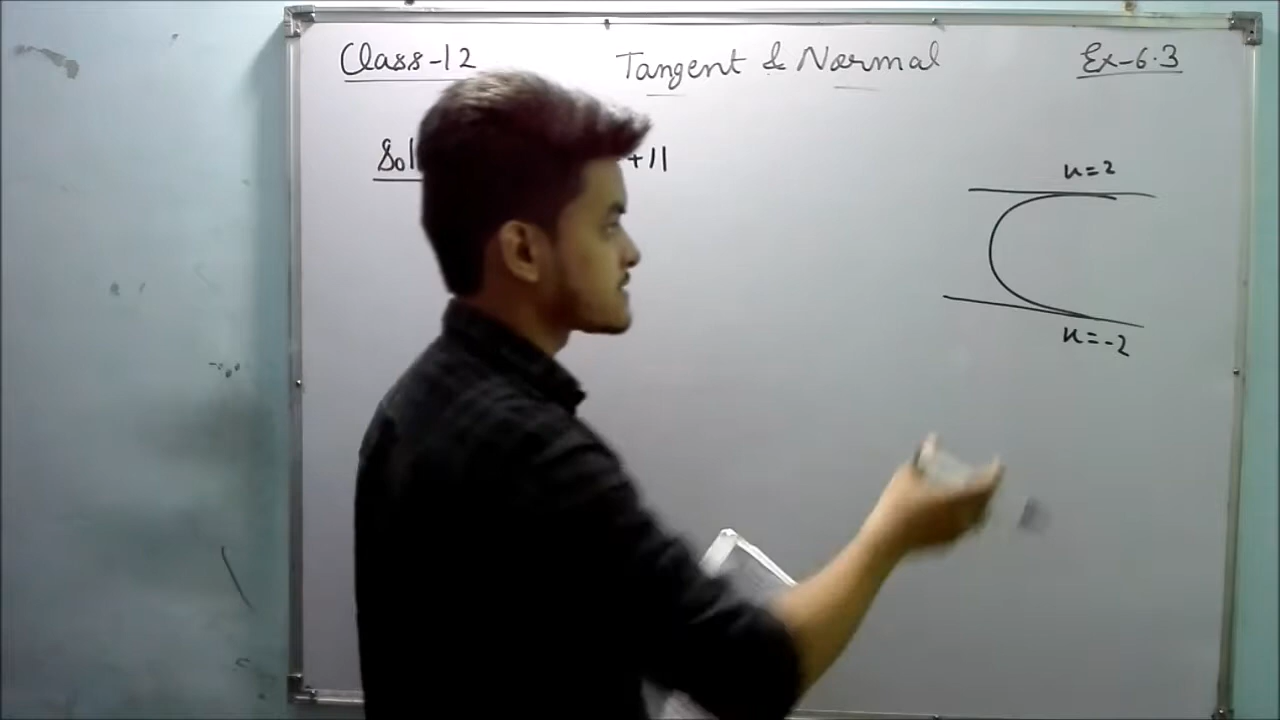 Class-12 Tangent & Normal Ex-6.3
Sol +11
x=2
x=-2